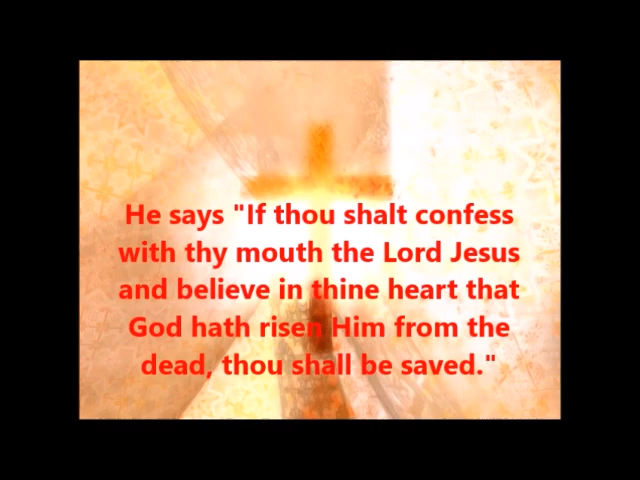 He says "If thou shalt confess
with thy mouth the Lord Jesus
and believe in thine heart that
God hath risen Him from the
dead, thou shall be saved."